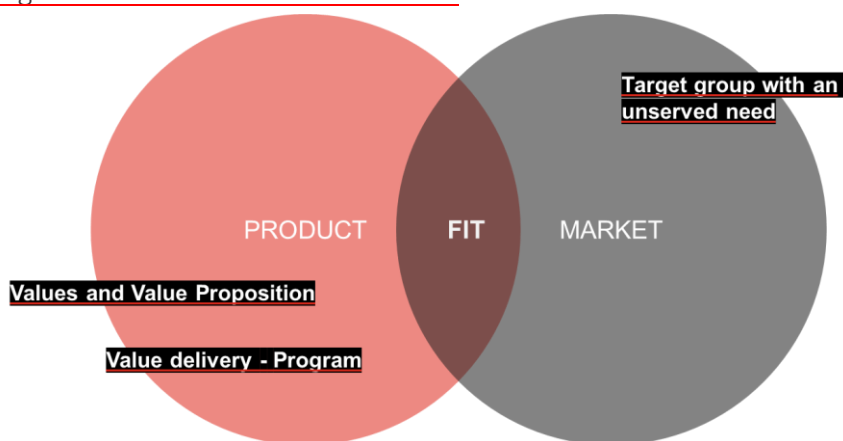 Target group with an
unserved need
PRODUCT FIT MARKET
Values and Value Proposition
Value delivery - Program